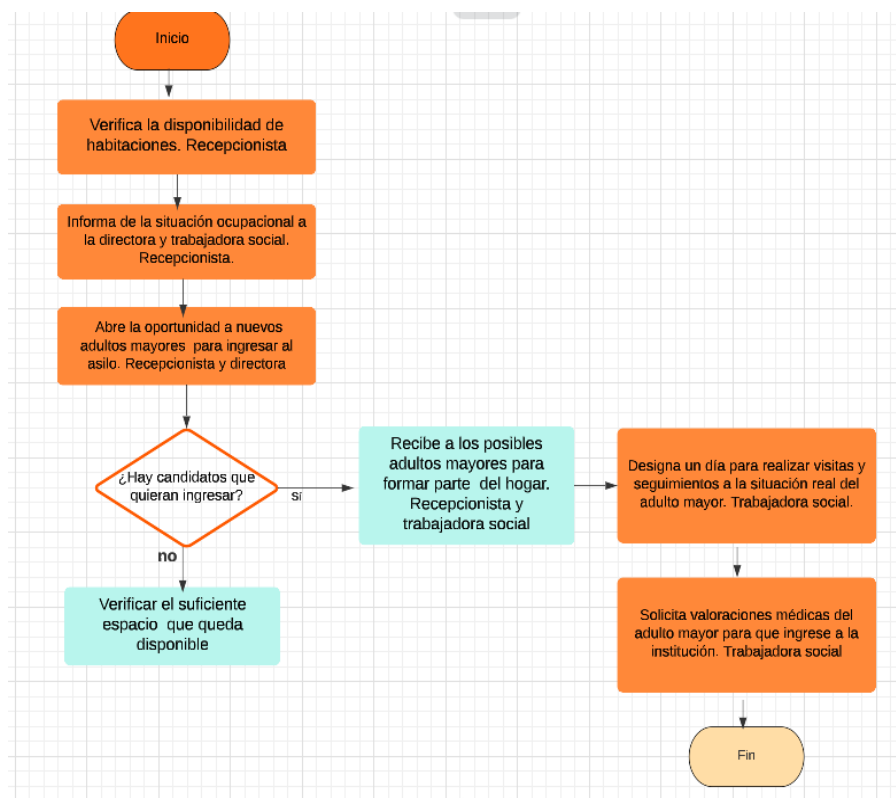 Inicio
Verifica la disponibilidad de
habitaciones. Recepcionista
Informa de la situación ocupacional a
la directora y trabajadora social.
Recepcionista.
Abre la oportunidad a nuevos
adultos mayores para ingresar al
asilo. Recepcionista y directora
¿Hay candidatos que
quieran ingresar?
sí
no
Verificar el suficiente
espacio que queda
disponible
Recibe a los posibles
adultos mayores para
formar parte del hogar.
Recepcionista y
trabajadora social
Designa un día para realizar visitas y
seguimientos a la situación real del
adulto mayor. Trabajadora social.
Solicita valoraciones médicas del
adulto mayor para que ingrese a la
institución. Trabajadora social
Fin